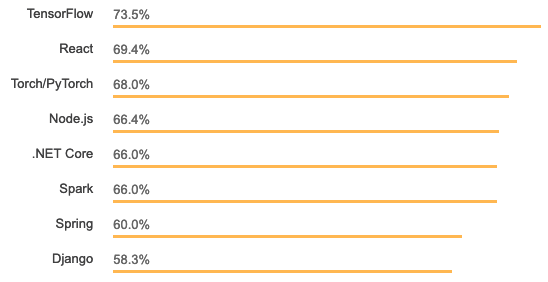 TensorFlow 73.5%
React 69.4%
Torch/PyTorch 68.0%
Node.js 66.4%
.NET Core 66.0%
Spark 66.0%
Spring 60.0%
Django 58.3%